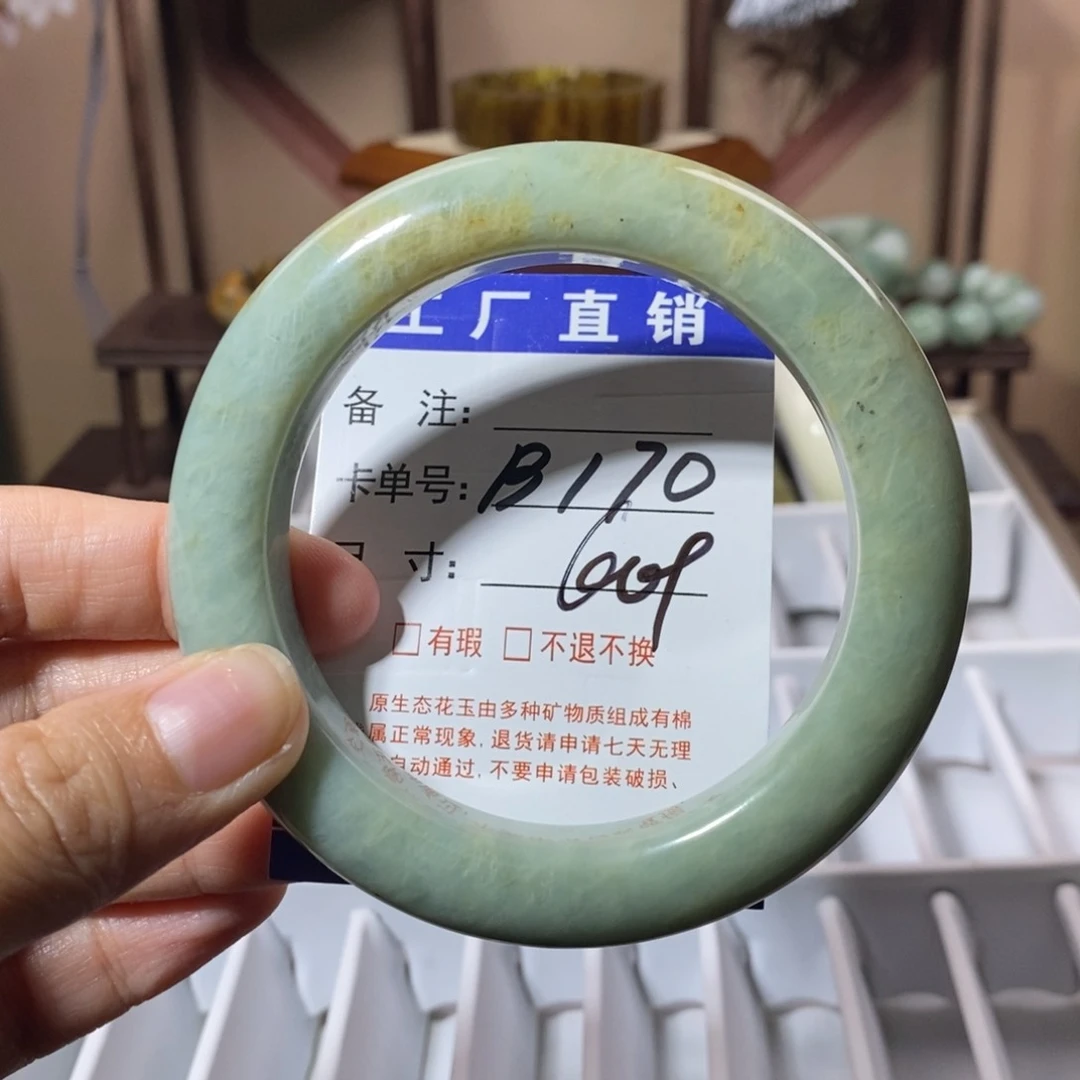 工厂直销
备 注:
卡单号: B170
尺 寸:
□有瑕 □不退不换
原生态花玉由多种矿物质组成有棉
属正常现象,退货请申请七天无理
自动通过,不要申请包装破损、